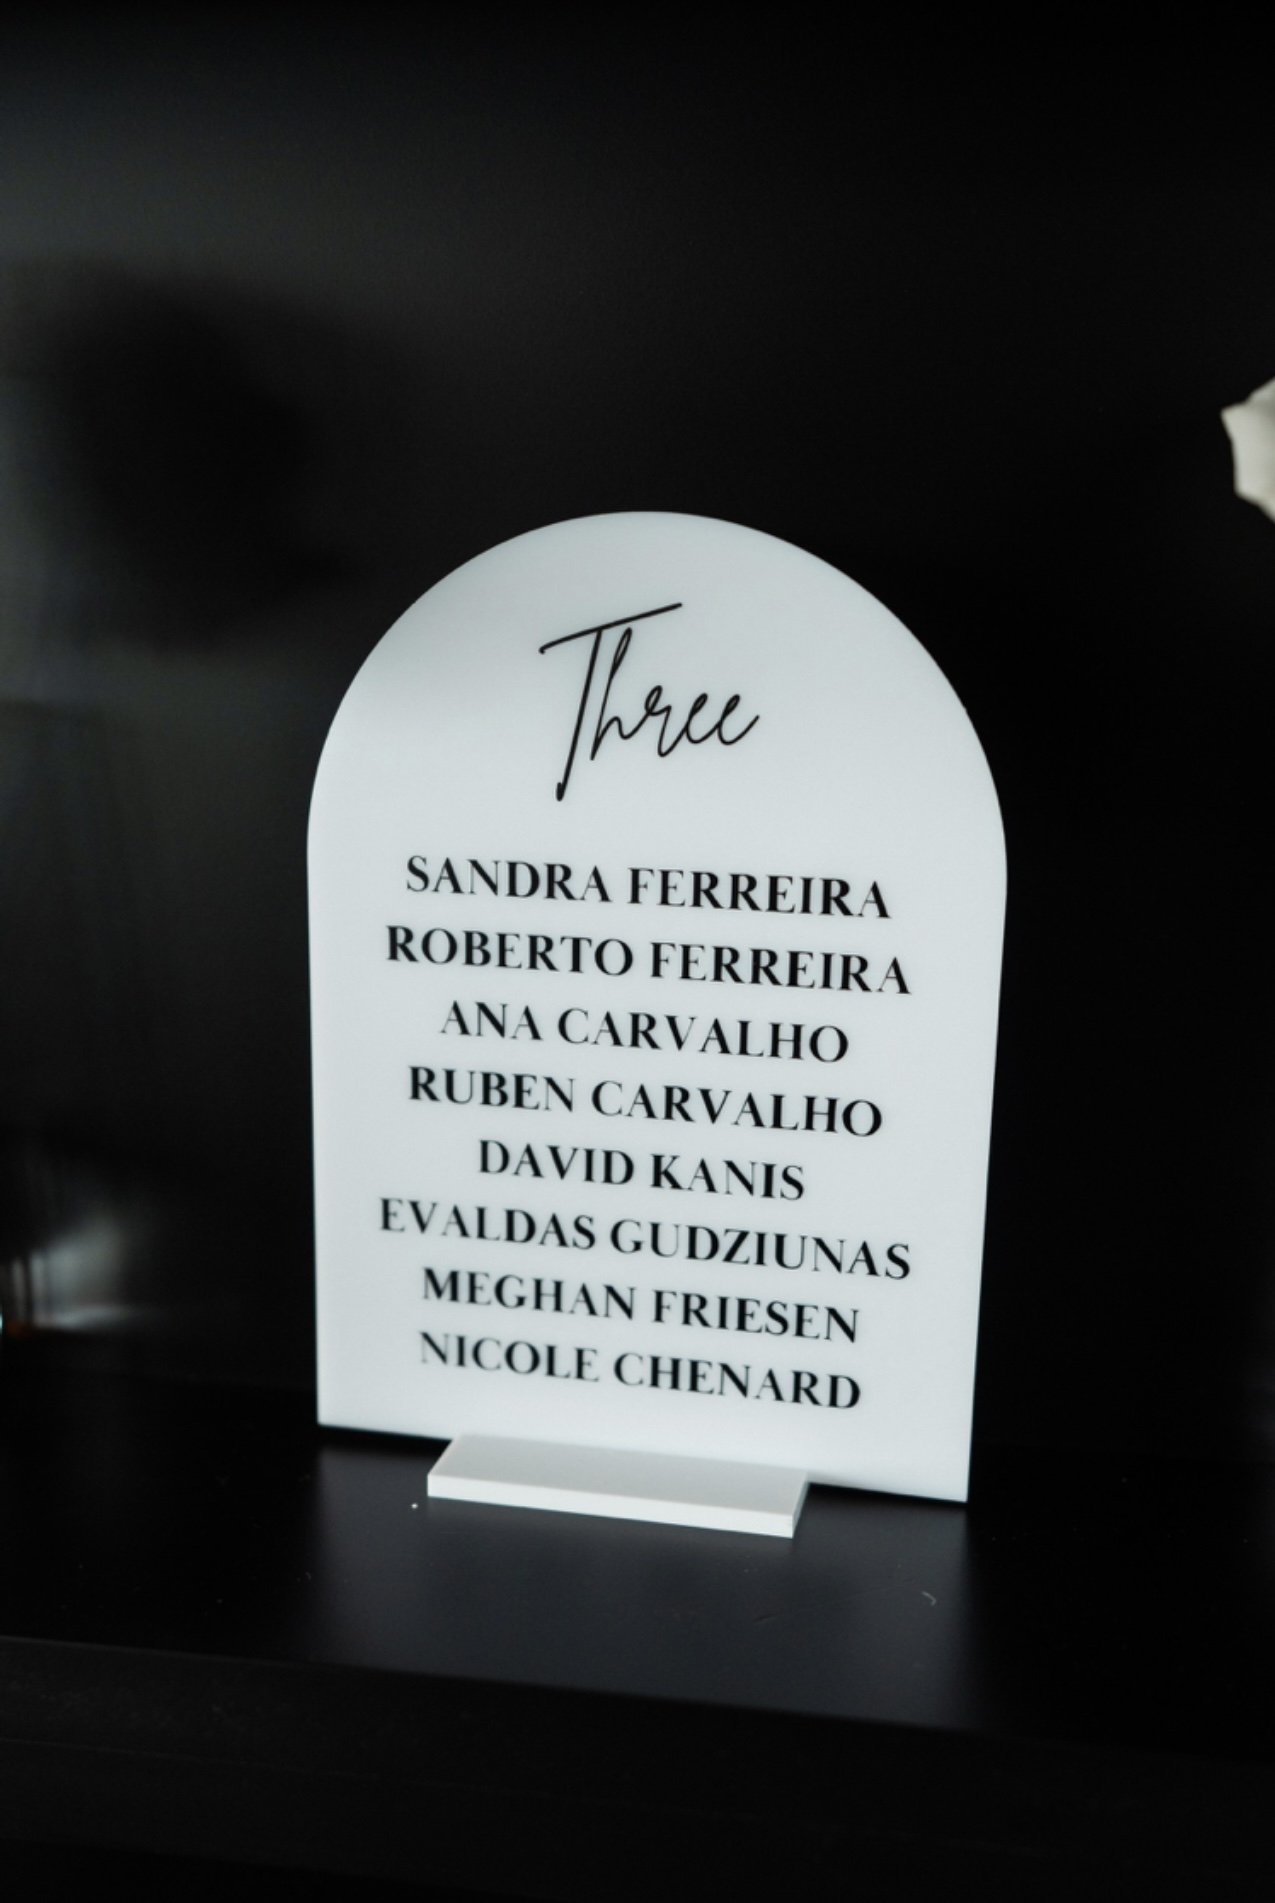 Three
SANDRA FERREIRA
ROBERTO FERREIRA
ANA CARVALHO
RUBEN CARVALHO
DAVID KANIS
EVALDAS GUDZIUNAS
MEGHAN FRIESEN
NICOLE CHENARD